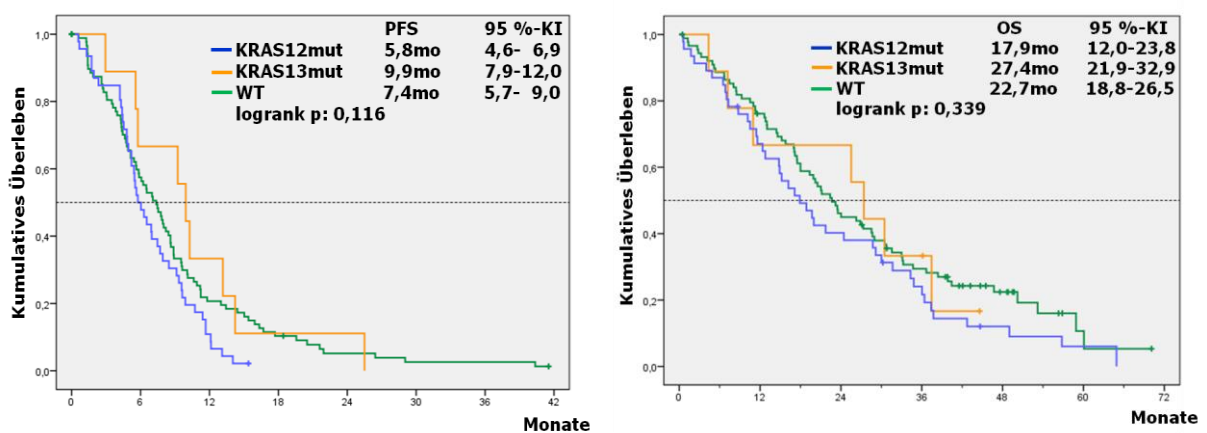 PFS 95 %-KI
KRAS12mut 5,8mo 4,6- 6,9
KRAS13mut 9,9mo 7,9-12,0
WT 7,4mo 5,7- 9,0
logrank p: 0,116
Kumulatives Überleben
1,0
0,8
0,6
0,4
0,2
0,0
0 6 12 18 24 30 36 42
Monate
OS 95 %-KI
KRAS12mut 17,9mo 12,0-23,8
KRAS13mut 27,4mo 21,9-32,9
WT 22,7mo 18,8-26,5
logrank p: 0,339
Kumulatives Überleben
1,0
0,8
0,6
0,4
0,2
0,0
0 12 24 36 48 60 72
Monate